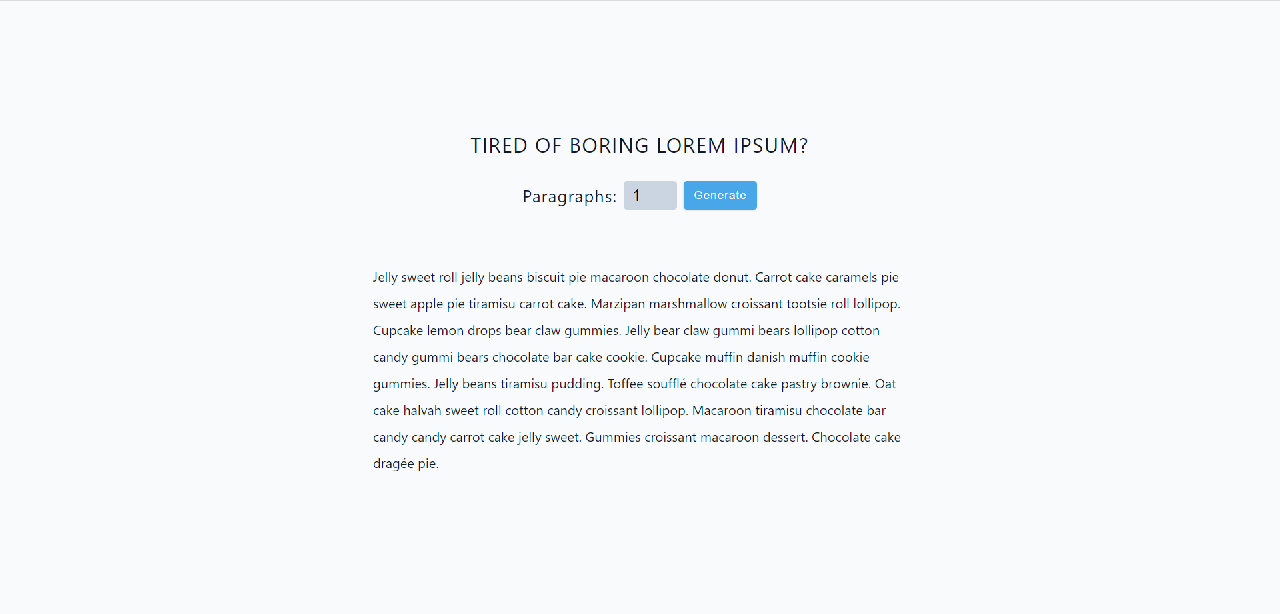 TIRED OF BORING LOREM IPSUM?
Paragraphs: 1 Generate
Jelly sweet roll jelly beans biscuit pie macaroon chocolate donut. Carrot cake caramels pie
sweet apple pie tiramisu carrot cake. Marzipan marshmallow croissant tootsie roll lollipop.
Cupcake lemon drops bear claw gummies. Jelly bear claw gummi bears lollipop cotton
candy gummi bears chocolate bar cake cookie. Cupcake muffin danish muffin cookie
gummies. Jelly beans tiramisu pudding. Toffee soufflé chocolate cake pastry brownie. Oat
cake halvah sweet roll cotton candy croissant lollipop. Macaroon tiramisu chocolate bar
candy candy carrot cake jelly sweet. Gummies croissant macaroon dessert. Chocolate cake
dragée pie.